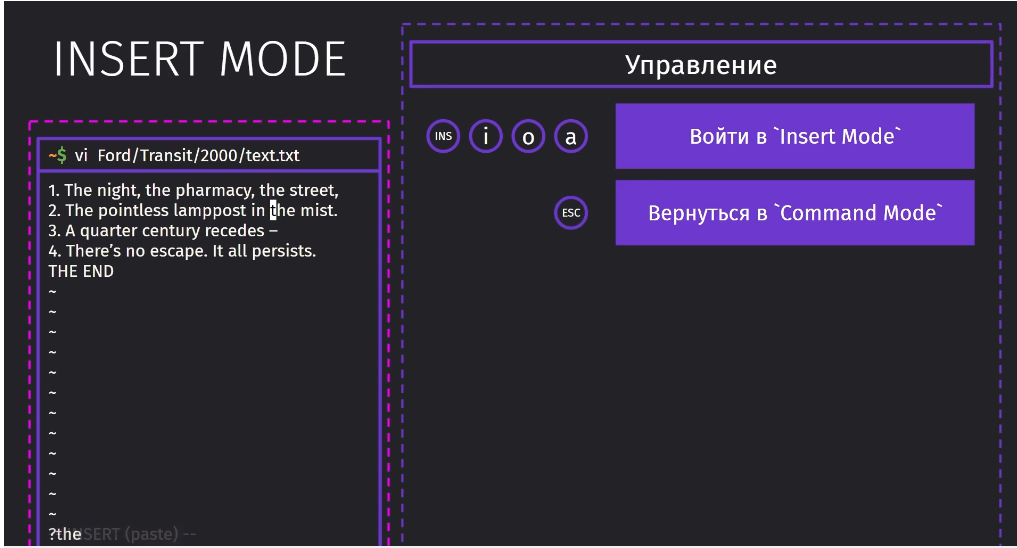 INSERT MODE
~$ vi Ford/Transit/2000/text.txt
1. The night, the pharmacy, the street,
2. The pointless lamppost in the mist.
3. A quarter century recedes –
4. There's no escape. It all persists.
THE END
~
~
~
~
~
~
~
~
~
~
~
~
?the
INSERT (paste) --
Управление
INS i o a
Войти в `Insert Mode`
ESC
Вернуться в `Command Mode`